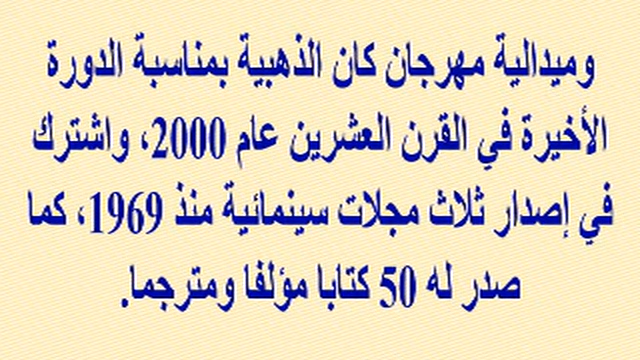 وميدالية مهرجان كان الذهبية بمناسبة الدورة
الأخيرة في القرن العشرين عام 2000، واشترك
في إصدار ثلاث مجلات سينمائية منذ 1969، كما
صدر له 50 كتابا مؤلفا ومترجما.